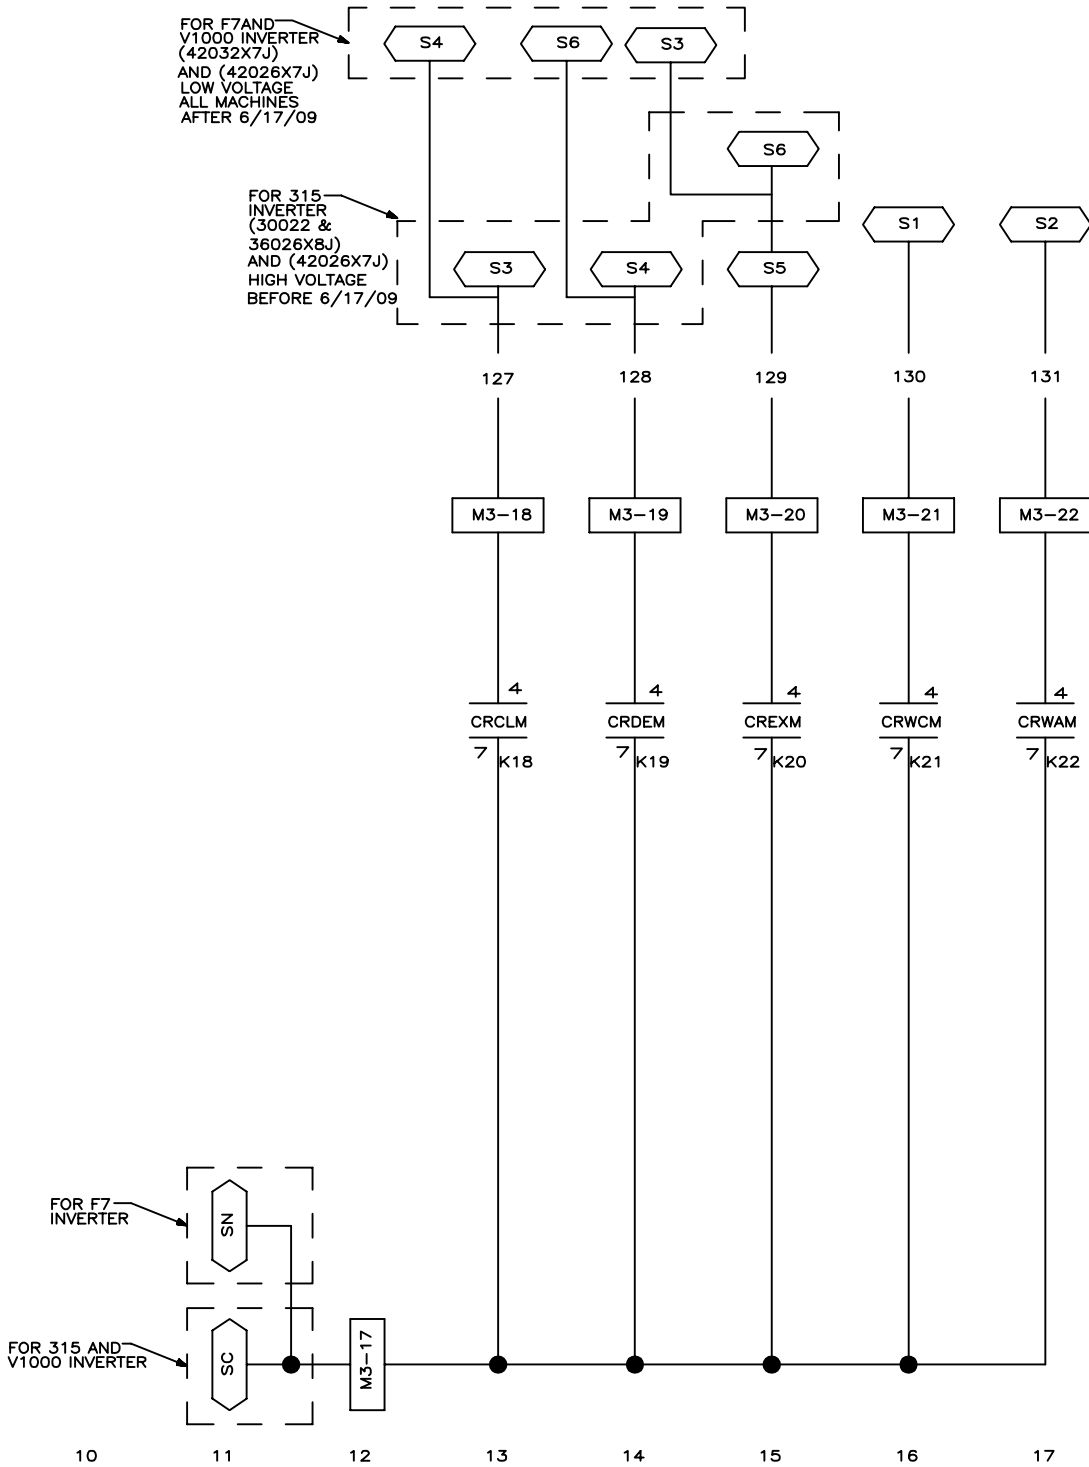 FOR F7AND
V1000 INVERTER
(42032X7J)
AND (42026X7J)
LOW VOLTAGE
ALL MACHINES
AFTER 6/17/09
S4
S6
S3
S6
FOR 315
INVERTER
(30022 &
36026X8J)
AND (42026X7J)
HIGH VOLTAGE
BEFORE 6/17/09
S3
S4
S5
S1
S2
127
128
129
130
131
M3-18
M3-19
M3-20
M3-21
M3-22
4
4
4
4
4
CRCLM
CRDEM
CREXM
CRWCM
CRWAM
7
K18
7
K19
7
K20
7
K21
7
K22
FOR F7
INVERTER
SN
FOR 315 AND
V1000 INVERTER
SC
M3-17
10
11
12
13
14
15
16
17